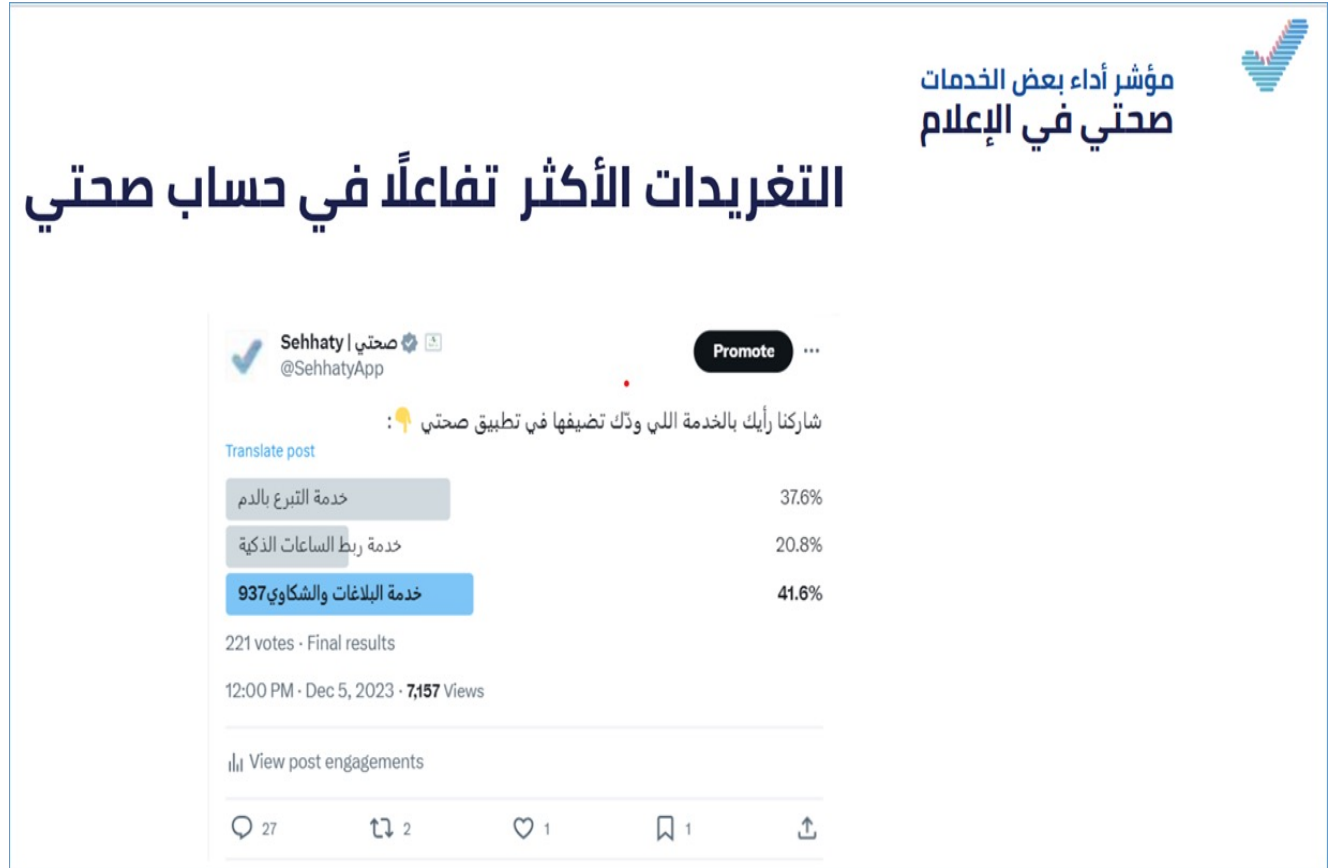 مؤشر أداء بعض الخدمات
صحتي في الإعلام
التغريدات الأكثر تفاعلًا في حساب صحتي
Sehhaty | صحتي
@SehhatyApp
Promote
شاركنا رأيك بالخدمة اللي ودّك تضيفها في تطبيق صحتي 👇:
Translate post
خدمة التبرع بالدم 37.6%
خدمة ربط الساعات الذكية 20.8%
خدمة البلاغات والشكاوي937 41.6%
221 votes · Final results
12:00 PM · Dec 5, 2023 · 7,157 Views
View post engagements
27 2 1 1